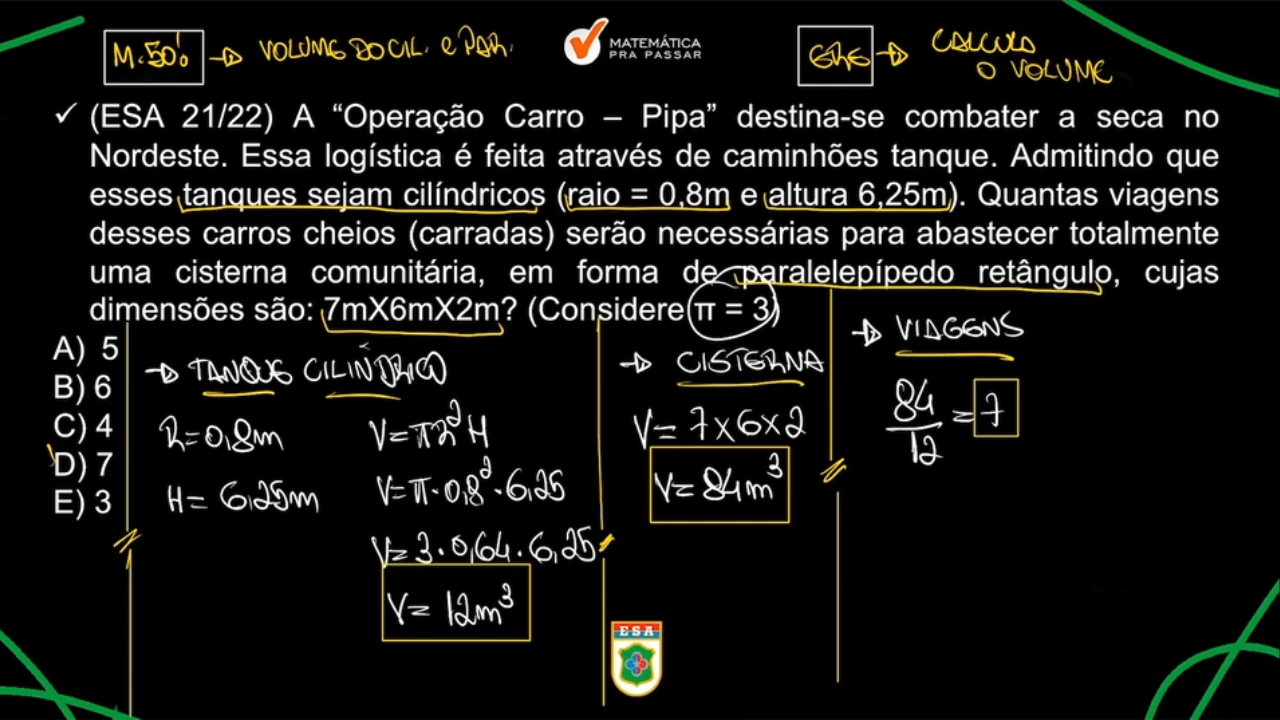 M.50% → VOLUME DO CIL. e PAR.
MATEMÁTICA
PRA PASSAR
→ CALCULA
O VOLUME
✓ (ESA 21/22) A “Operação Carro – Pipa” destina-se combater a seca no
Nordeste. Essa logística é feita através de caminhões tanque. Admitindo que
esses tanques sejam cilíndricos (raio = 0,8m e altura 6,25m). Quantas viagens
desses carros cheios (carradas) serão necessárias para abastecer totalmente
uma cisterna comunitária, em forma de paralelepípedo retângulo, cujas
dimensões são: 7mX6mX2m? (Considere π = 3)
A) 5
B) 6
C) 4
D) 7
E) 3
→ TANQUE CILÍNDRICO
R=0,8m
H= 6,25m
V=πR²H
V=π·0,8²·6,25
V=3·0,64·6,25
V= 12m³
→ CISTERNA
V= 7x6x2
V= 84m³
→ VIAGENS
84/12 = 7
ESA